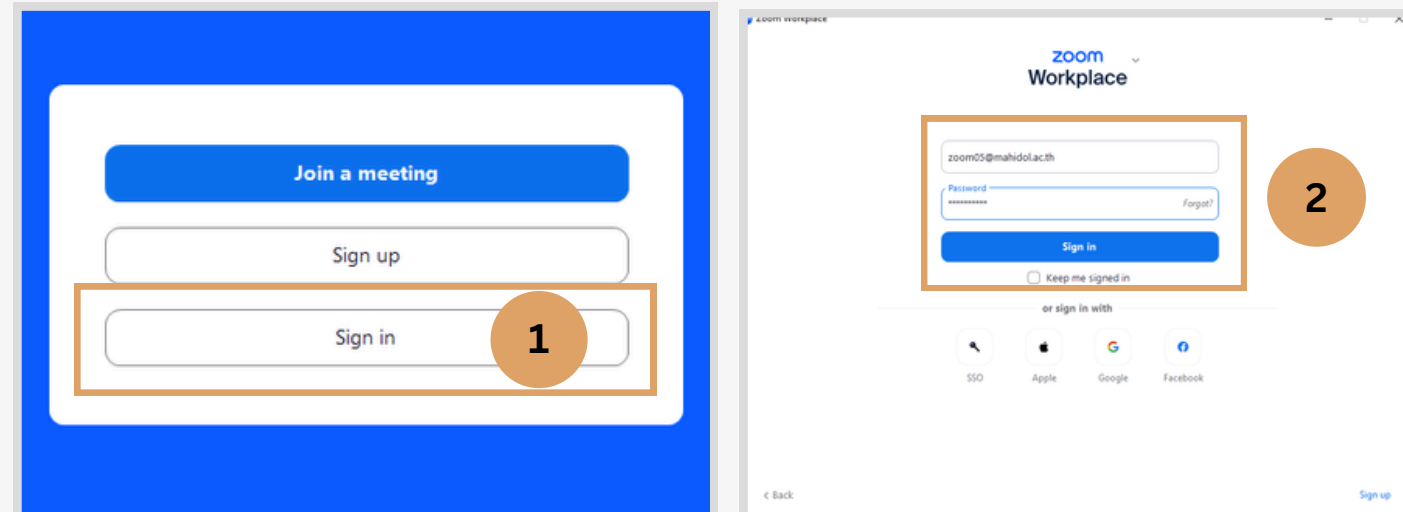 Join a meeting
Sign up
Sign in
1
Zoom Workplace
zoom
Workplace
zoom05@mahidol.ac.th
Password
Forgot?
Sign in
Keep me signed in
2
or sign in with
SSO Apple Google Facebook
< Back Sign up